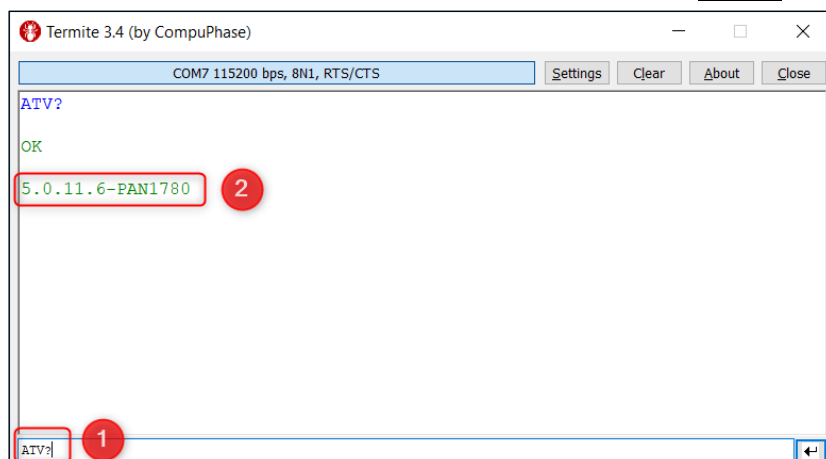 Termite 3.4 (by CompuPhase)
COM7 115200 bps, 8N1, RTS/CTS Settings Clear About Close
ATV?
OK
5.0.11.6-PAN1780 2
1
ATV?